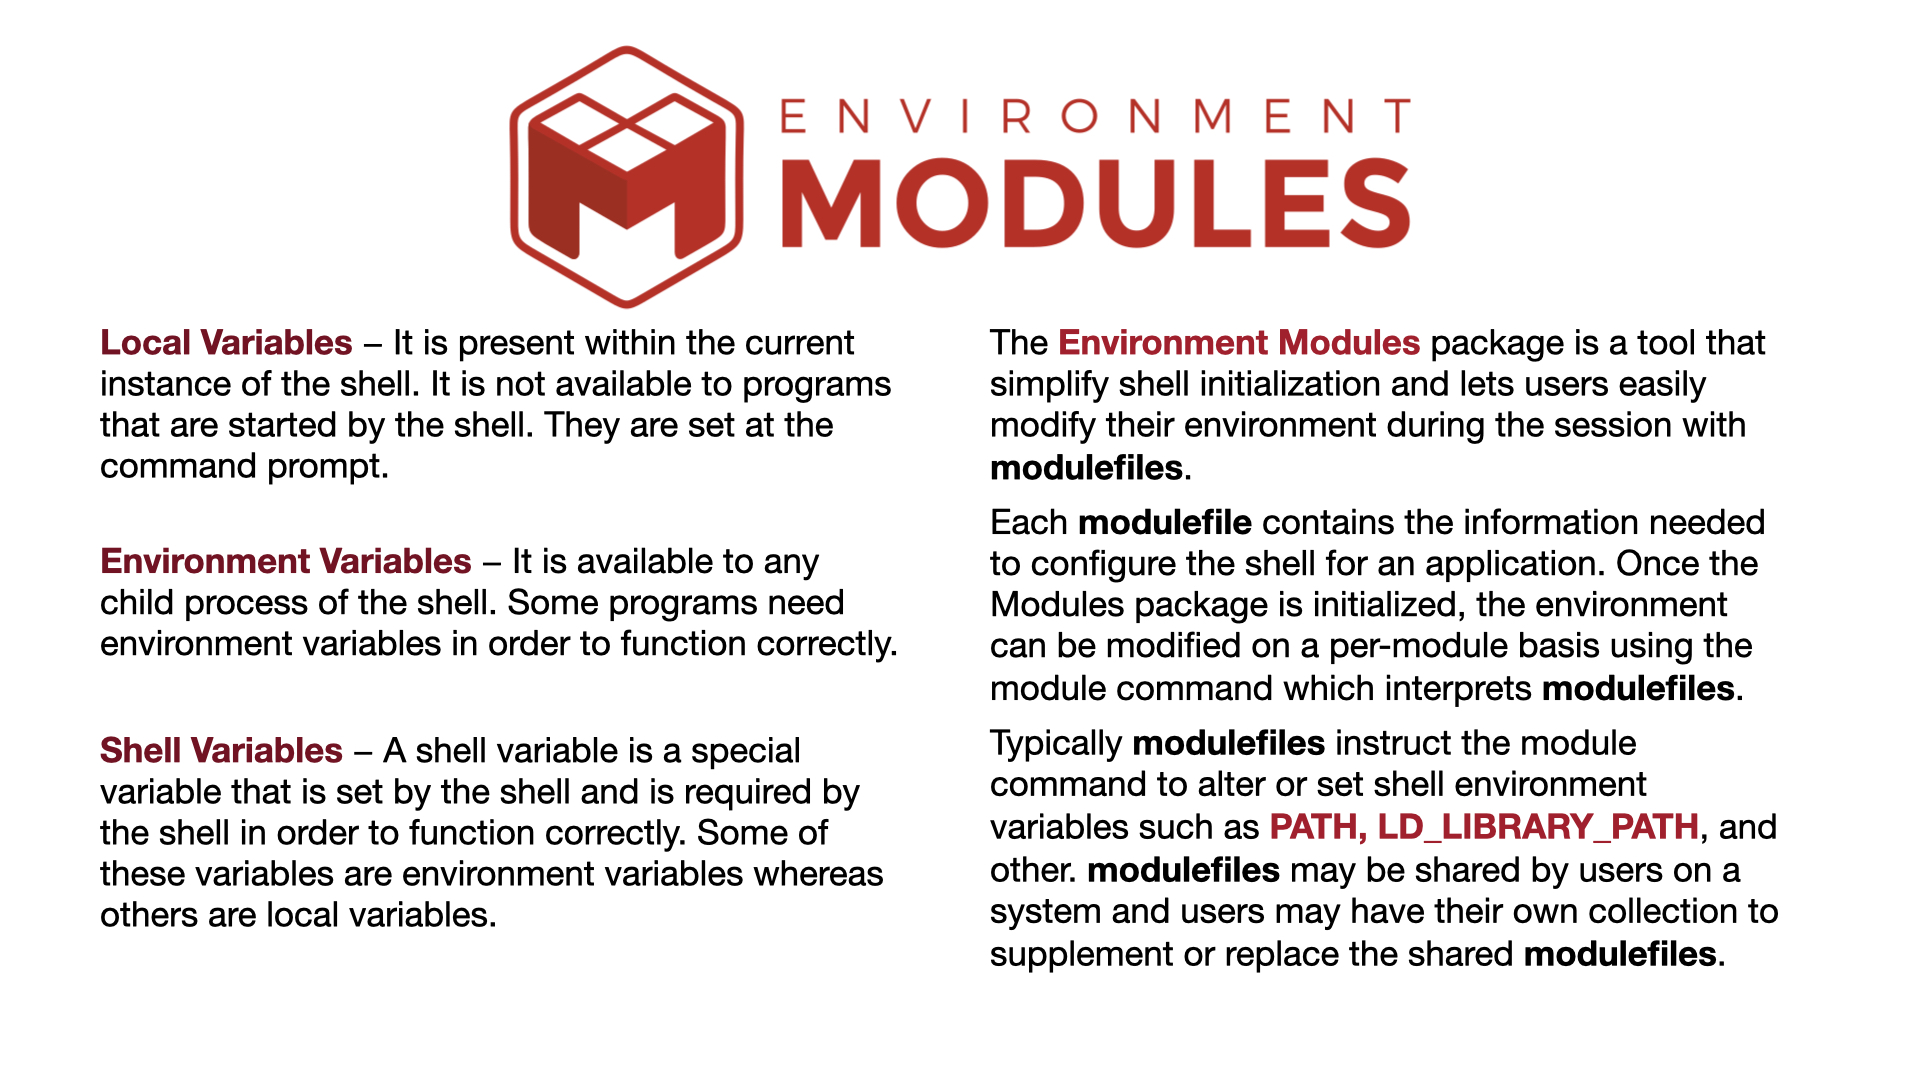 ENVIRONMENT
MODULES
Local Variables – It is present within the current
instance of the shell. It is not available to programs
that are started by the shell. They are set at the
command prompt.
Environment Variables – It is available to any
child process of the shell. Some programs need
environment variables in order to function correctly.
Shell Variables – A shell variable is a special
variable that is set by the shell and is required by
the shell in order to function correctly. Some of
these variables are environment variables whereas
others are local variables.
The Environment Modules package is a tool that
simplify shell initialization and lets users easily
modify their environment during the session with
modulefiles.
Each modulefile contains the information needed
to configure the shell for an application. Once the
Modules package is initialized, the environment
can be modified on a per-module basis using the
module command which interprets modulefiles.
Typically modulefiles instruct the module
command to alter or set shell environment
variables such as PATH, LD_LIBRARY_PATH, and
other. modulefiles may be shared by users on a
system and users may have their own collection to
supplement or replace the shared modulefiles.